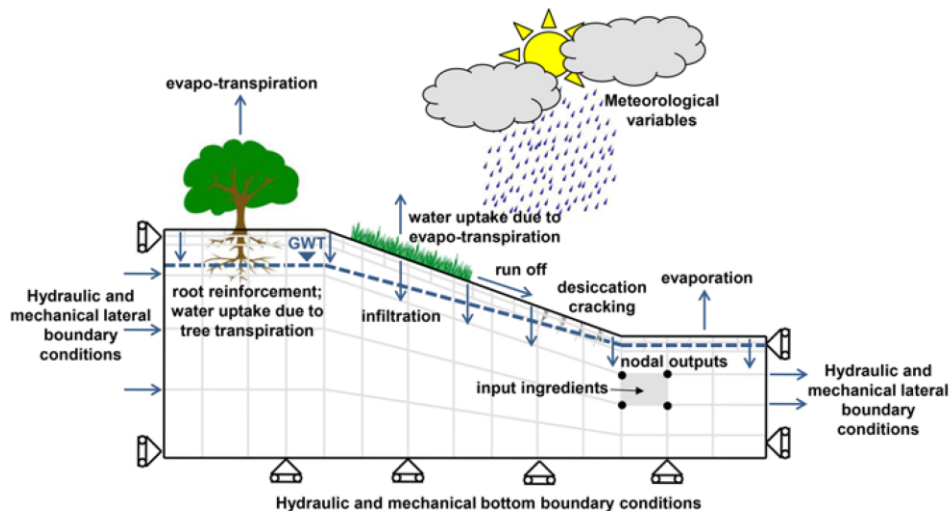 evapo-transpiration
Meteorological
variables
water uptake due to
evapo-transpiration
GWT
run off
evaporation
desiccation
cracking
root reinforcement;
water uptake due to
tree transpiration
infiltration
Hydraulic and
mechanical lateral
boundary
conditions
nodal outputs
input ingredients
Hydraulic and
mechanical lateral
boundary
conditions
Hydraulic and mechanical bottom boundary conditions